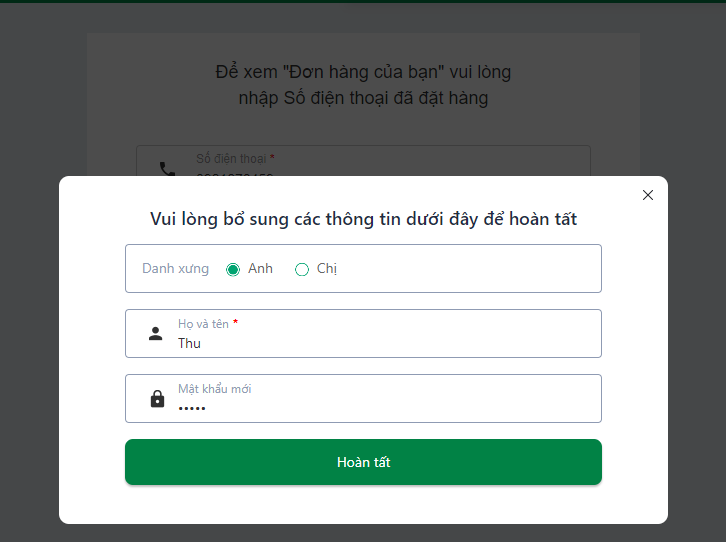 Để xem "Đơn hàng của bạn" vui lòng
nhập Số điện thoại đã đặt hàng
Số điện thoại *
Vui lòng bổ sung các thông tin dưới đây để hoàn tất
Danh xưng Anh Chị
Họ và tên *
Thu
Mật khẩu mới
•••••
Hoàn tất